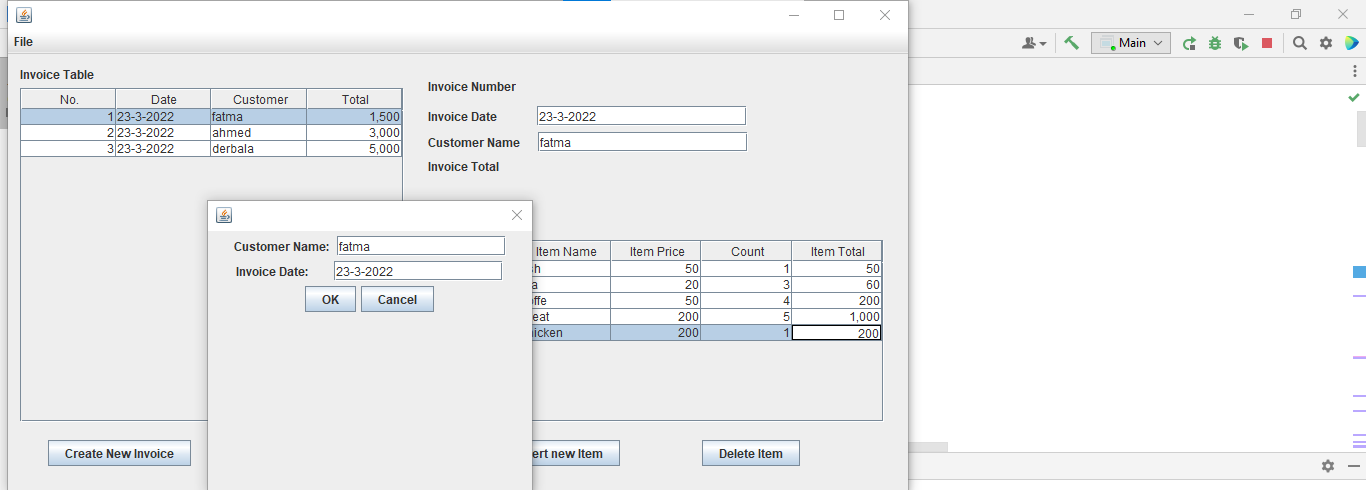 File
Main
Invoice Table
No. Date Customer Total
1 23-3-2022 fatma 1,500
2 23-3-2022 ahmed 3,000
3 23-3-2022 derbala 5,000
Invoice Number
Invoice Date 23-3-2022
Customer Name fatma
Invoice Total
Customer Name: fatma
Invoice Date: 23-3-2022
OK Cancel
Item Name Item Price Count Item Total
50 1 50
20 3 60
50 4 200
200 5 1,000
200 1 200
Create New Invoice
new Item
Delete Item